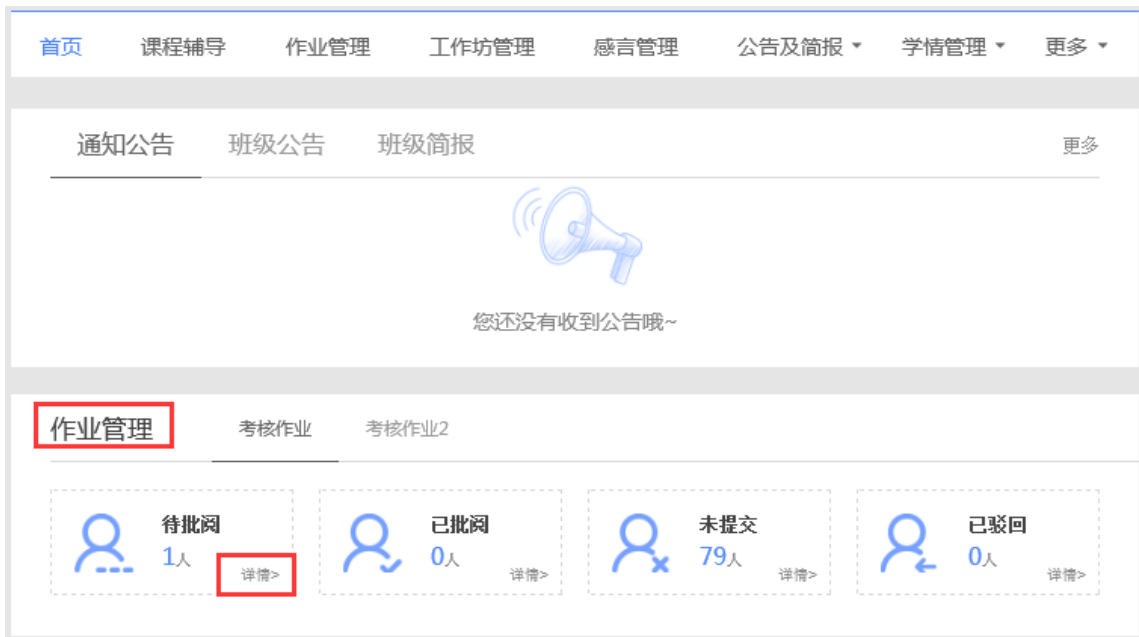 首页 课程辅导 作业管理 工作坊管理 感言管理 公告及简报 学情管理 更多
通知公告 班级公告 班级简报 更多
您还没有收到公告哦~
作业管理 考核作业 考核作业2
待批阅 已批阅 未提交 已驳回
1人 0人 79人 0人
详情> 详情> 详情> 详情>